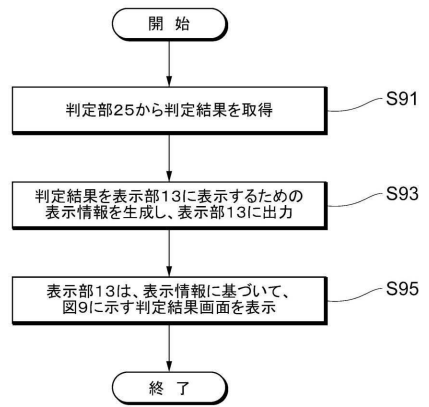 開始
判定部25から判定結果を取得
S91
判定結果を表示部13に表示するための
表示情報を生成し、表示部13に出力
S93
表示部13は、表示情報に基づいて、
図9に示す判定結果画面を表示
S95
終了